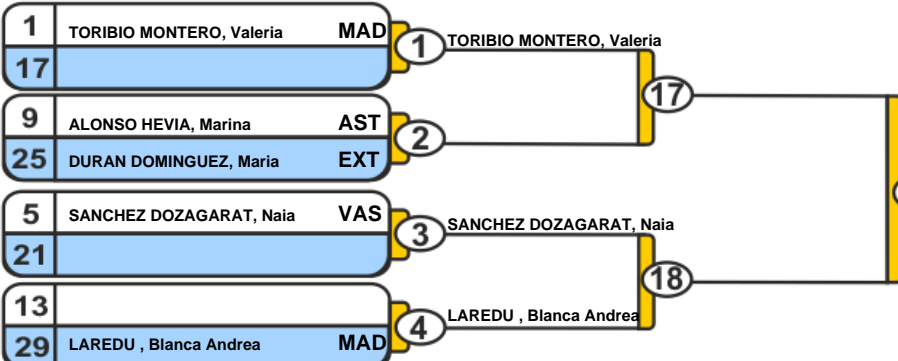 1 TORIBIO MONTERO, Valeria MAD
17
1 TORIBIO MONTERO, Valeria
17
9 ALONSO HEVIA, Marina AST
25 DURAN DOMINGUEZ, Maria EXT
2
5 SANCHEZ DOZAGARAT, Naia VAS
21
3 SANCHEZ DOZAGARAT, Naia
18
13
29 LAREDU , Blanca Andrea MAD
4 LAREDU , Blanca Andrea